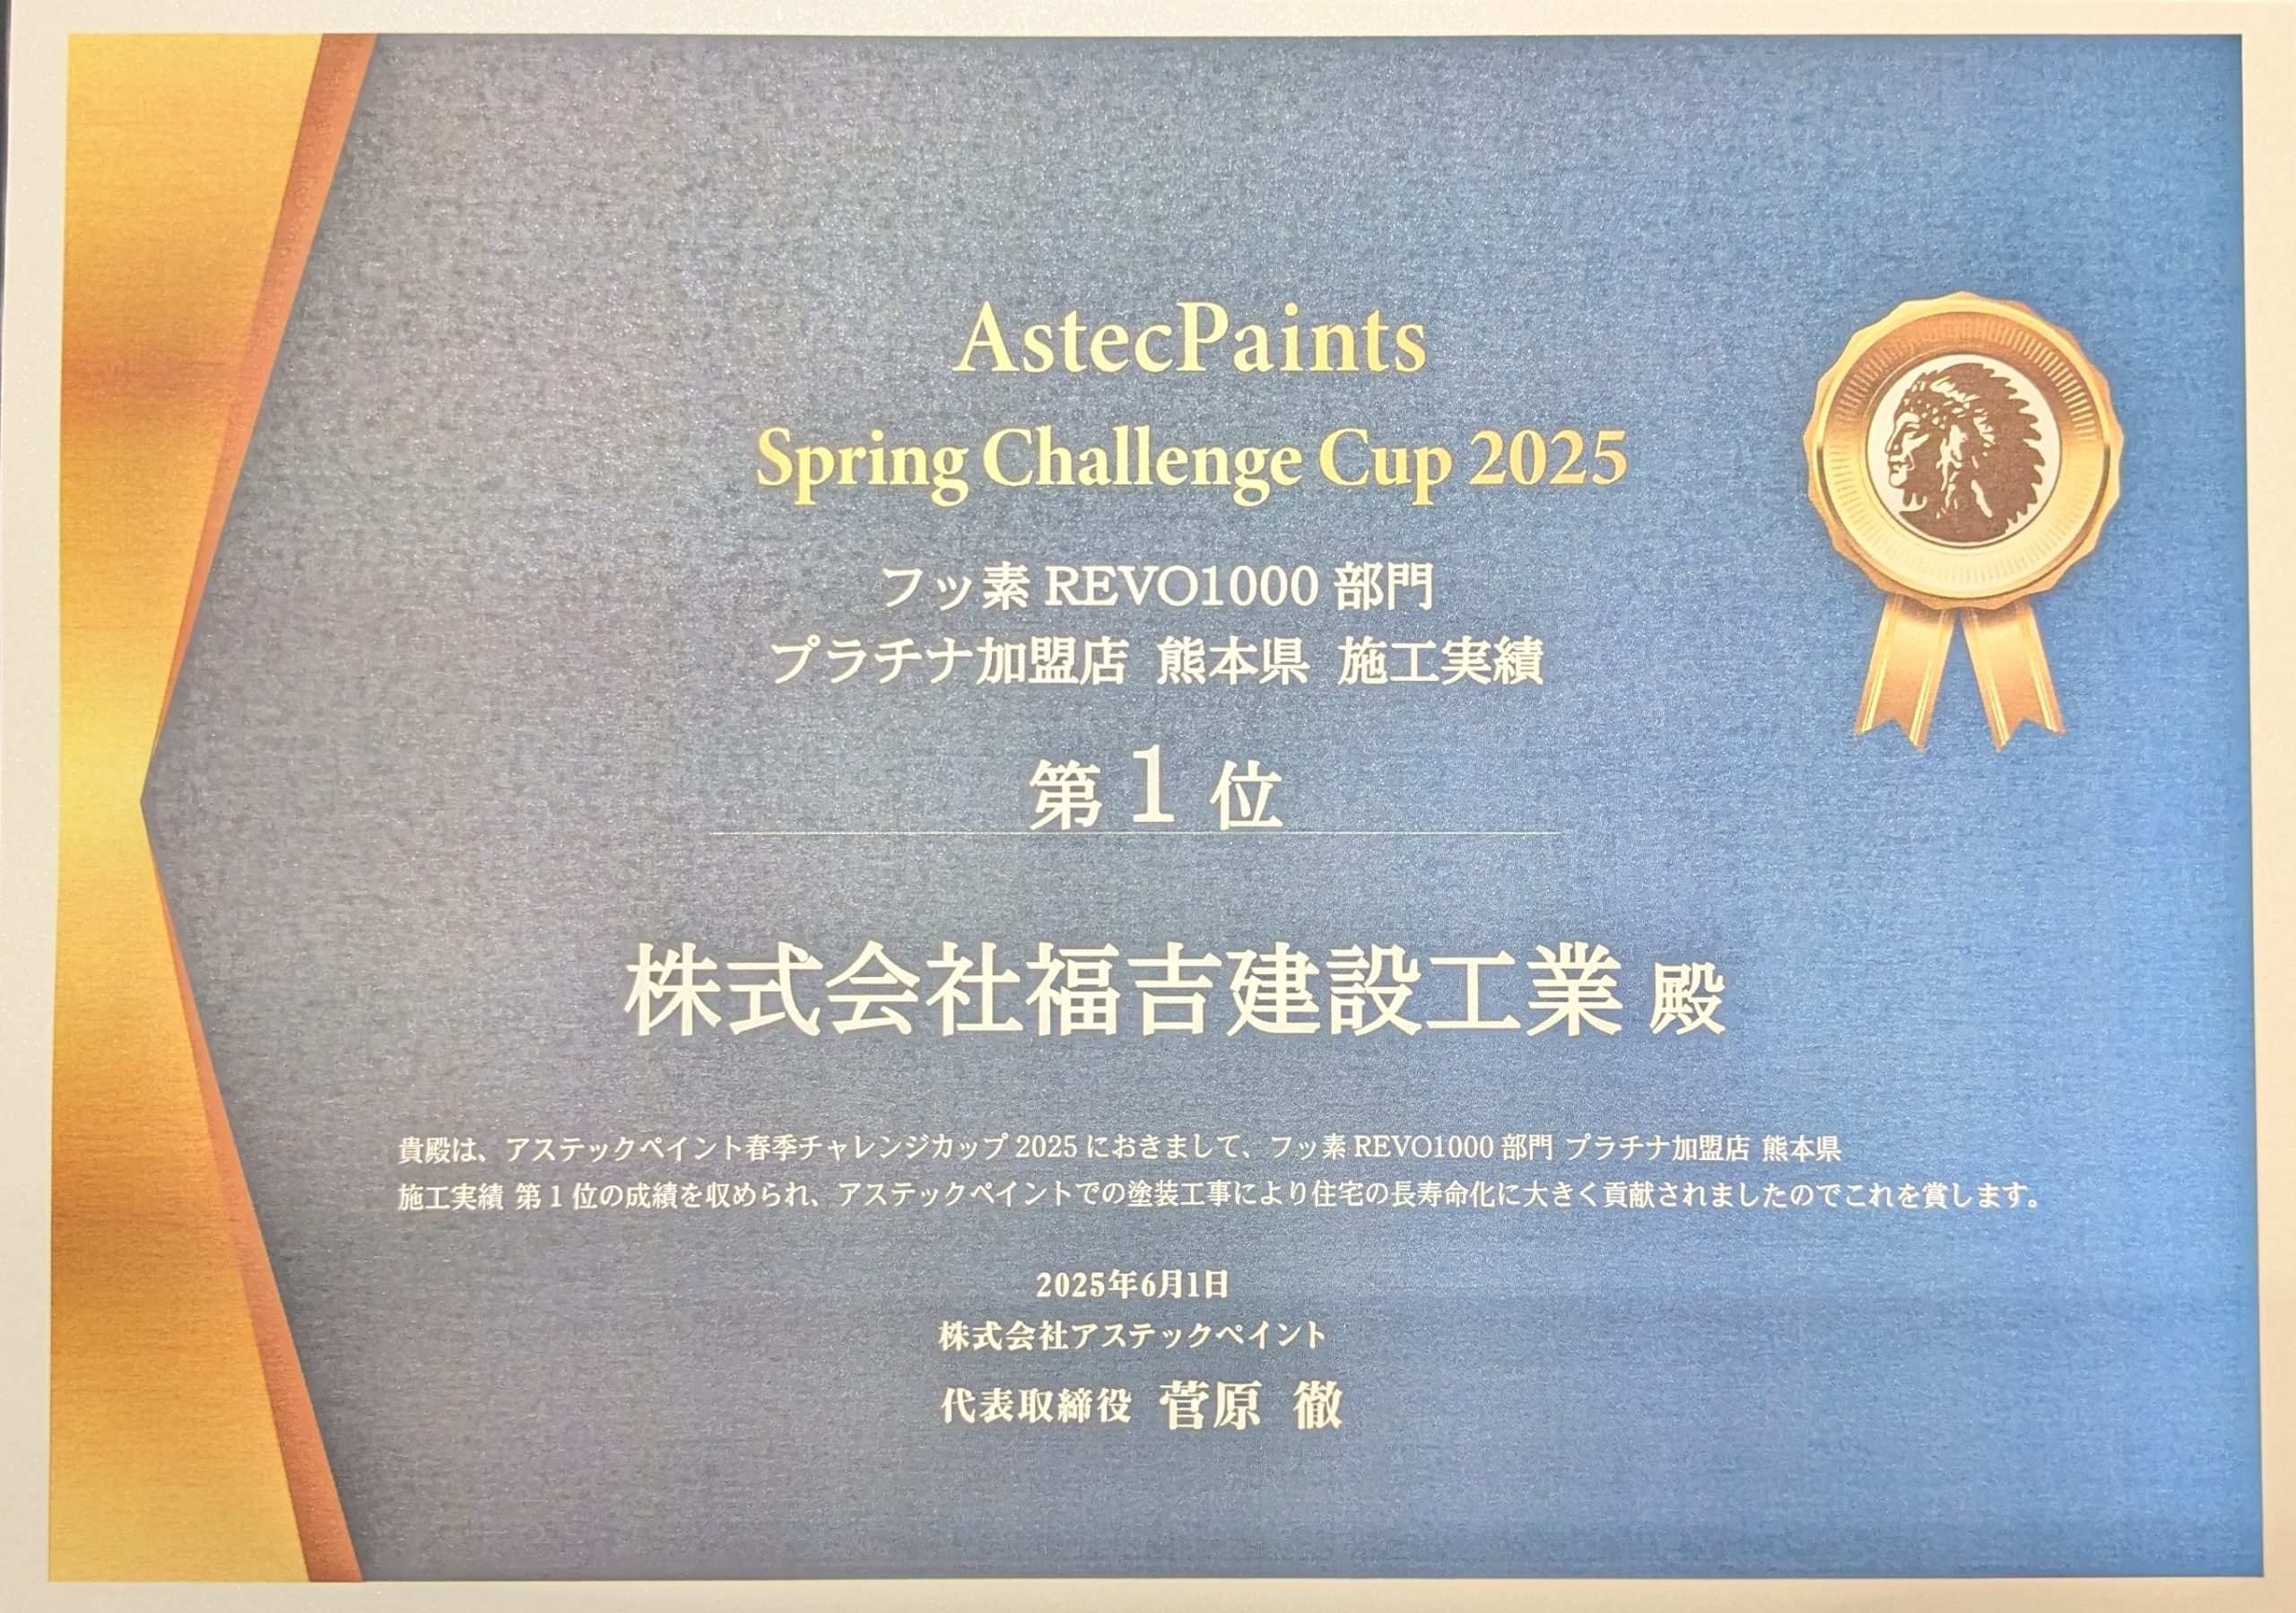 AstecPaints
Spring Challenge Cup 2025
フッ素 REVO1000 部門
プラチナ加盟店 熊本県 施工実績
第 1 位
株式会社福吉建設工業 殿
貴殿は、アステックペイント春季チャレンジカップ 2025 におきまして、フッ素 REVO1000 部門 プラチナ加盟店 熊本県
施工実績 第 1 位の成績を収められ、アステックペイントでの塗装工事により住宅の長寿命化に大きく貢献されましたのでこれを賞します。
2025年6月1日
株式会社アステックペイント
代表取締役 菅原 徹